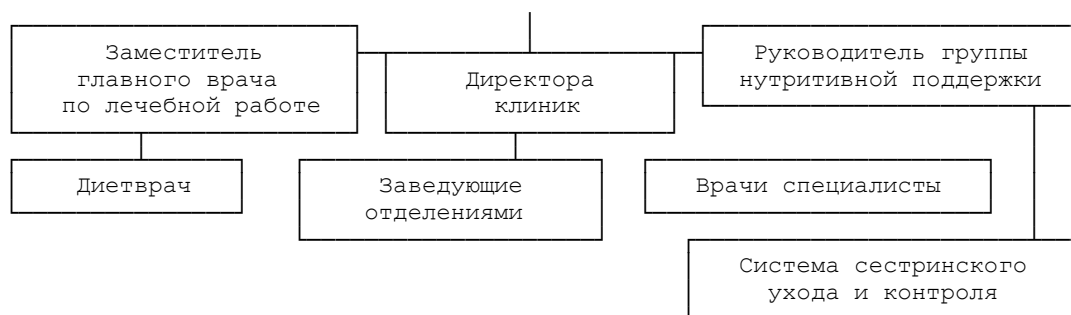 Заместитель
главного врача
по лечебной работе
Директора
клиник
Руководитель группы
нутритивной поддержки
Диетврач
Заведующие
отделениями
Врачи специалисты
Система сестринского
ухода и контроля